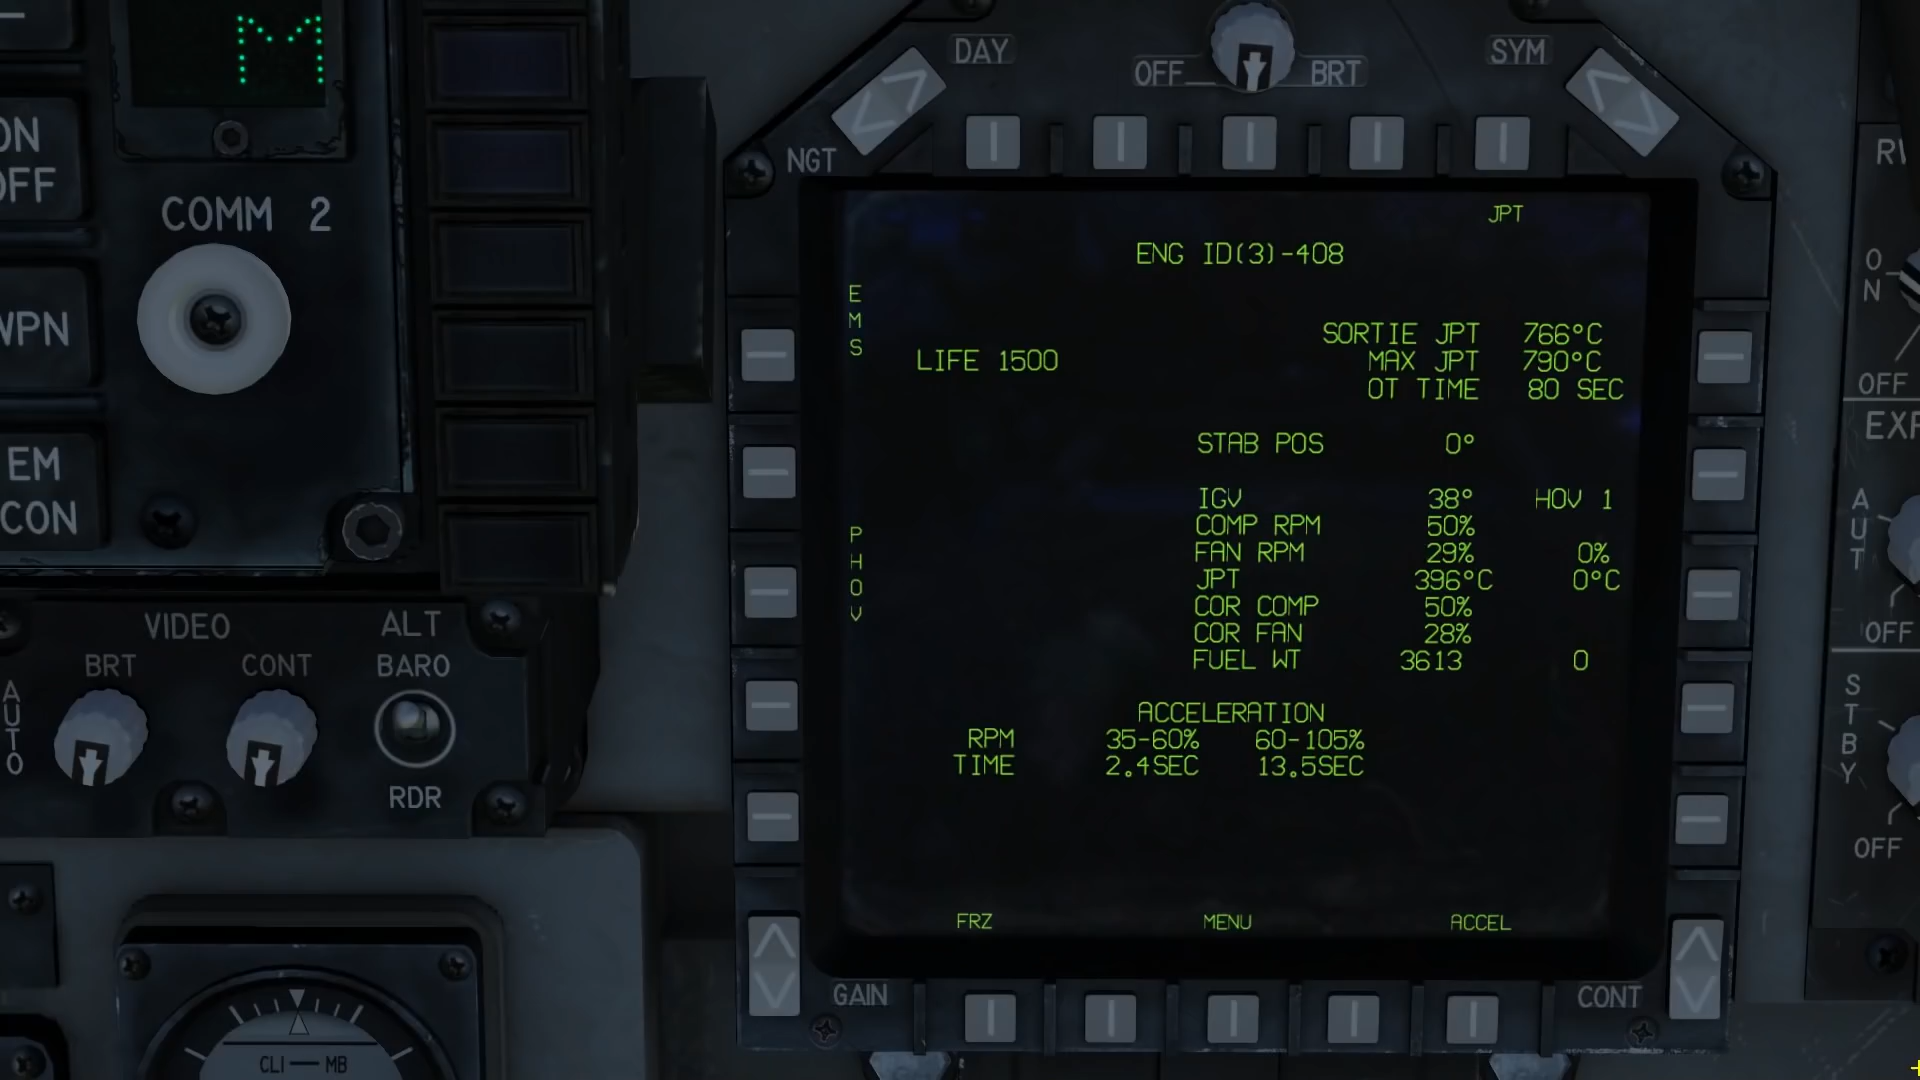 M
ON
OFF
COMM 2
WPN
EM
CON
VIDEO
BRT
CONT
AUTO
ALT
BARO
RDR
CLI — MB
DAY
NGT
OFF
BRT
SYM
GAIN
CONT
JPT
ENG ID(3)-408
EMS
LIFE 1500
SORTIE JPT 766°C
MAX JPT 790°C
OT TIME 80 SEC
STAB POS 0°
IGV 38° HOV 1
COMP RPM 50%
FAN RPM 29% 0%
JPT 396°C 0°C
COR COMP 50%
COR FAN 28%
FUEL WT 3613 0
PHOV
ACCELERATION
RPM 35-60% 60-105%
TIME 2.4SEC 13.5SEC
FRZ MENU ACCEL
ON
OFF
AUT
OFF
STBY
OFF